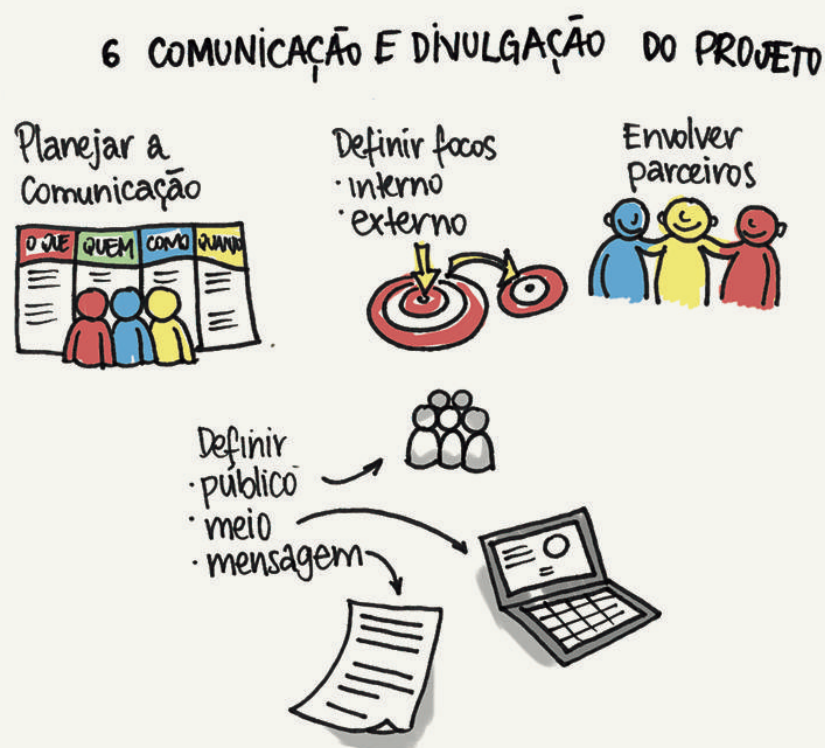 6 COMUNICAÇÃO E DIVULGAÇÃO DO PROJETO
Planejar a
Comunicação
O QUE QUEM COMO QUANDO
Definir focos
· interno
· externo
Envolver
parceiros
Definir
· público
· meio
· mensagem